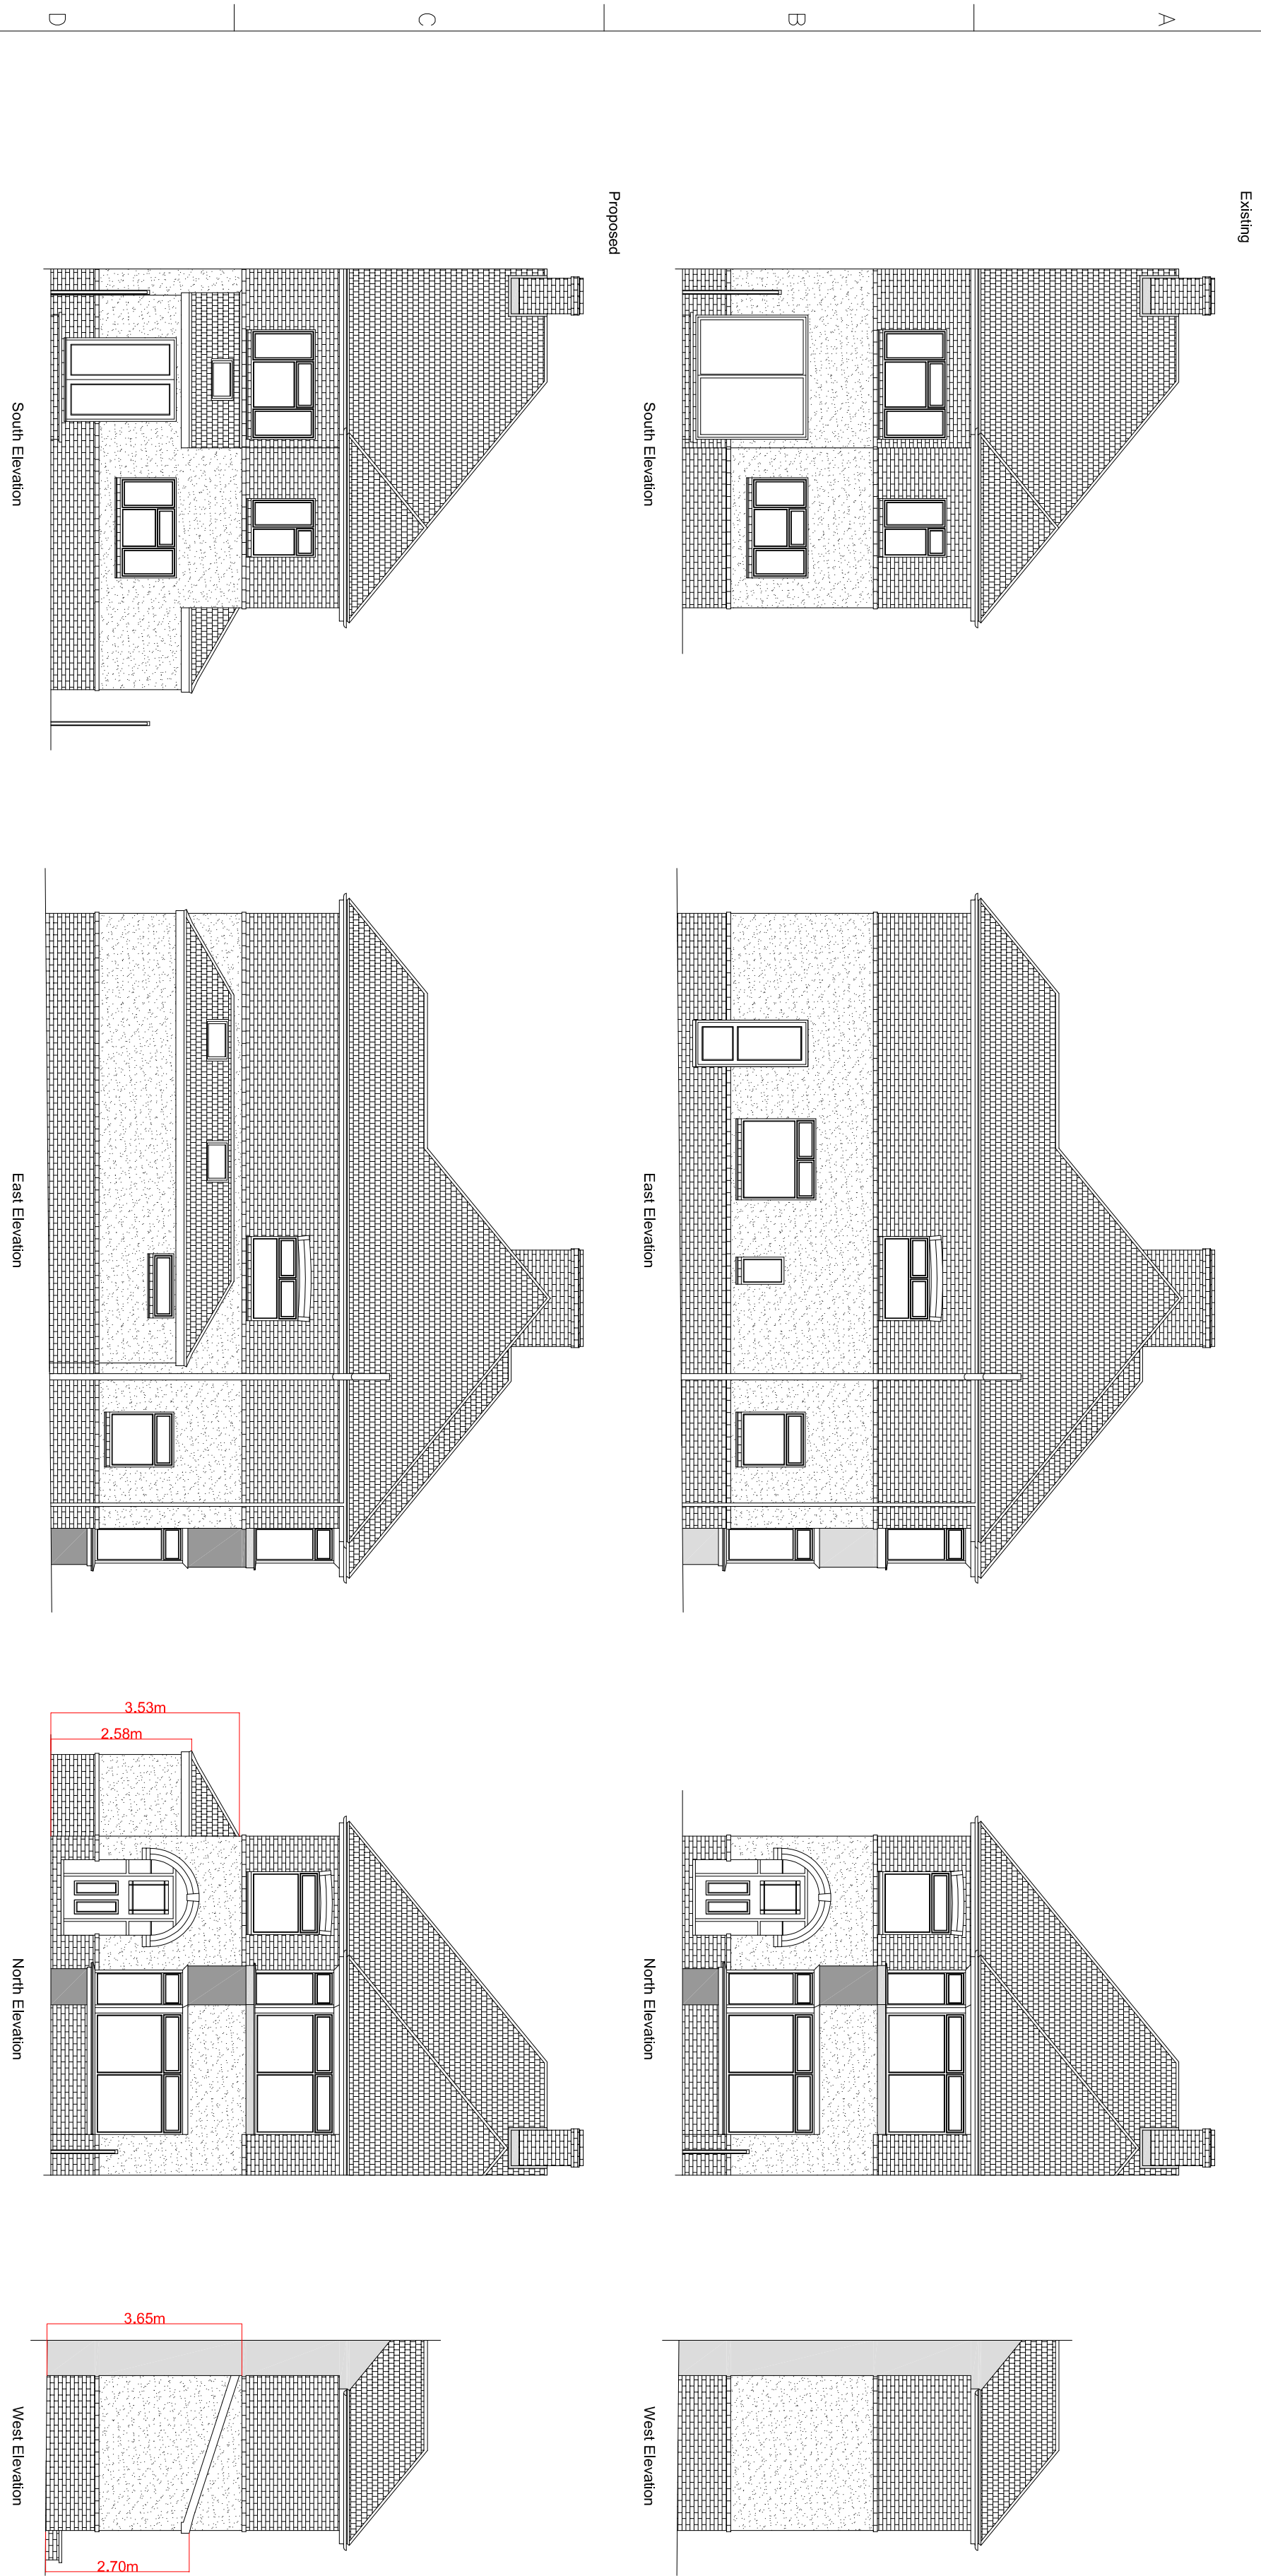 A
B
C
D
Existing
South Elevation
East Elevation
North Elevation
West Elevation
Proposed
3.53m
2.58m
3.65m
2.70m
South Elevation
East Elevation
North Elevation
West Elevation